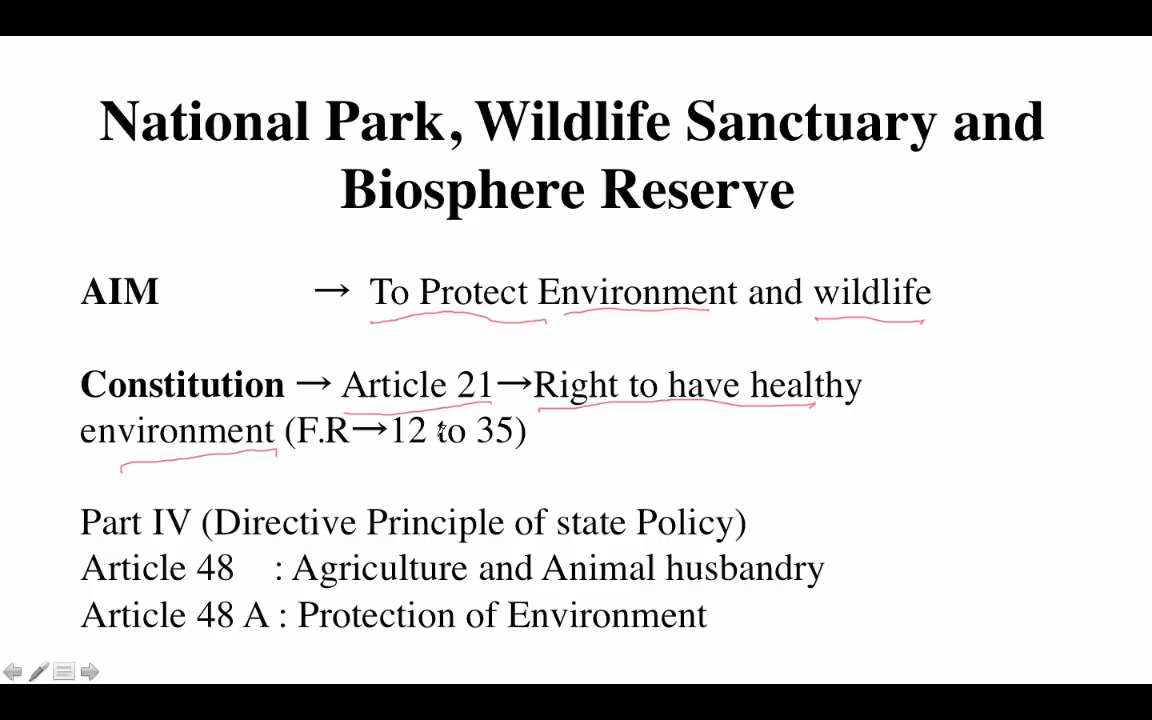 National Park, Wildlife Sanctuary and
Biosphere Reserve
AIM → To Protect Environment and wildlife
Constitution → Article 21→Right to have healthy
environment (F.R→12 to 35)
Part IV (Directive Principle of state Policy)
Article 48 : Agriculture and Animal husbandry
Article 48 A : Protection of Environment